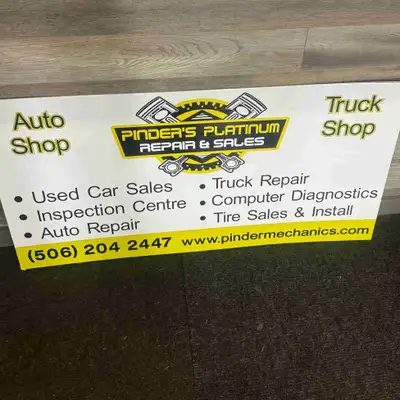 Auto
Shop
PINDER'S PLATINUM
REPAIR & SALES
Truck
Shop
• Used Car Sales
• Inspection Centre
• Auto Repair
• Truck Repair
• Computer Diagnostics
• Tire Sales & Install
(506) 204 2447 www.pindermechanics.com